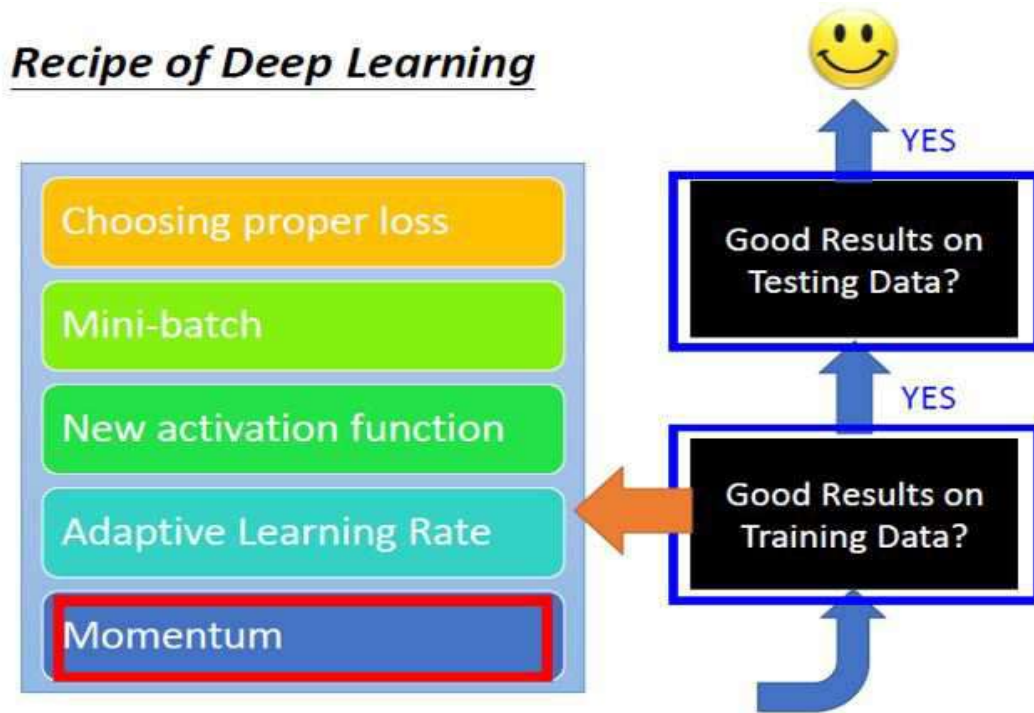 Recipe of Deep Learning
Choosing proper loss
Mini-batch
New activation function
Adaptive Learning Rate
Momentum
YES
Good Results on
Testing Data?
YES
Good Results on
Training Data?